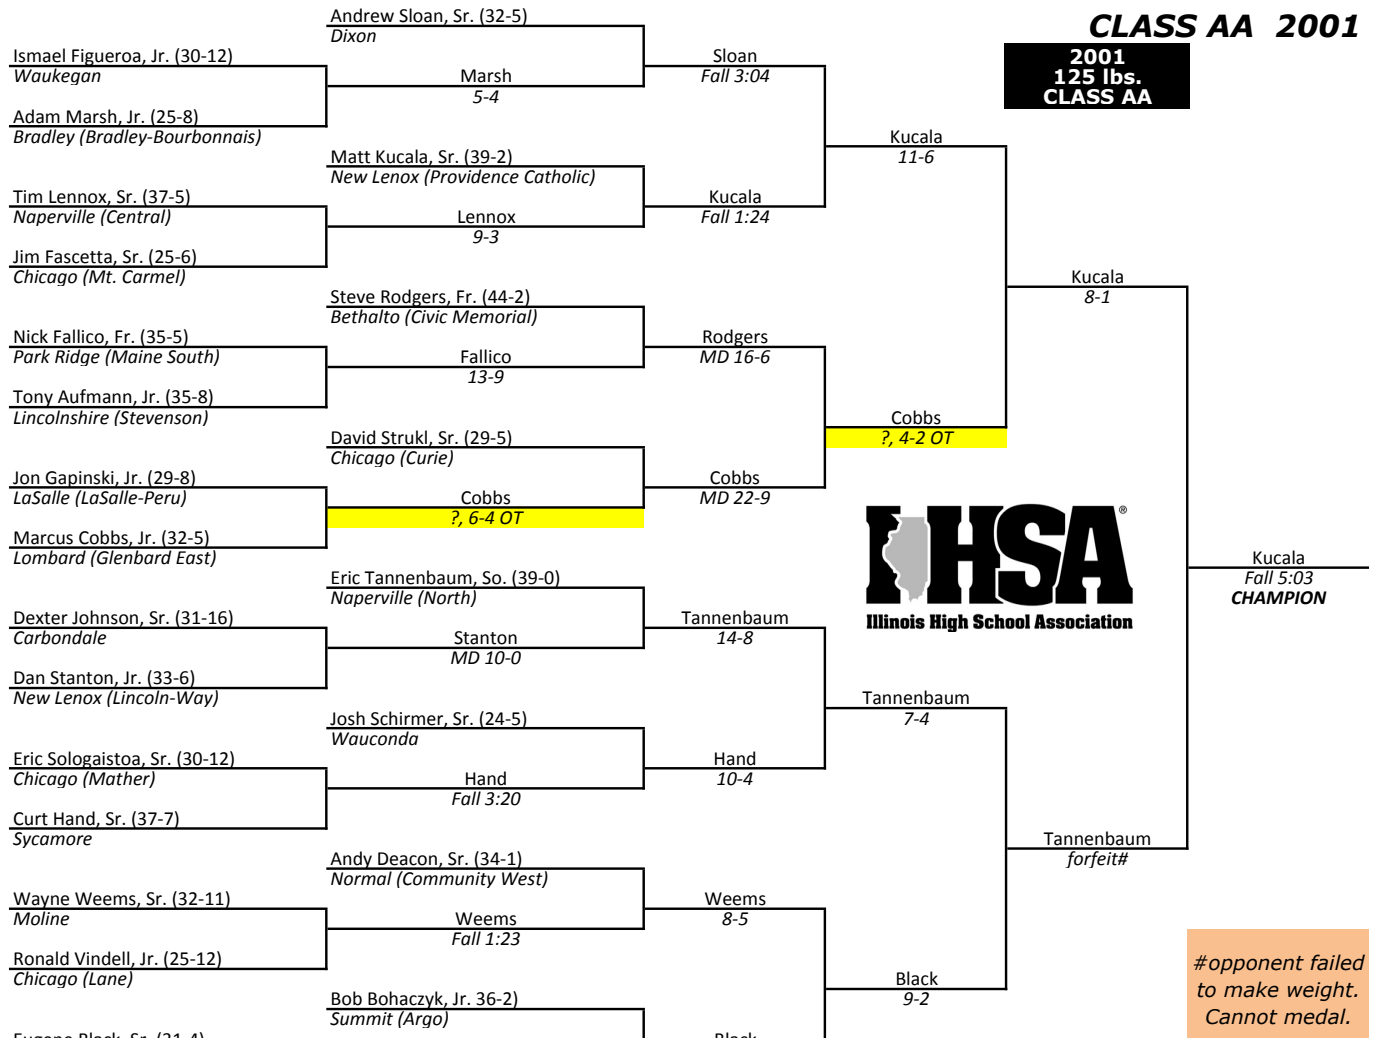 CLASS AA  2001
2001
125 lbs.
CLASS AA
Andrew Sloan, Sr. (32-5)
Dixon
Ismael Figueroa, Jr. (30-12)
Waukegan
Sloan
Fall 3:04
Marsh
5-4
Adam Marsh, Jr. (25-8)
Bradley (Bradley-Bourbonnais)
Kucala
11-6
Matt Kucala, Sr. (39-2)
New Lenox (Providence Catholic)
Tim Lennox, Sr. (37-5)
Naperville (Central)
Kucala
Fall 1:24
Lennox
9-3
Jim Fascetta, Sr. (25-6)
Chicago (Mt. Carmel)
Kucala
8-1
Steve Rodgers, Fr. (44-2)
Bethalto (Civic Memorial)
Nick Fallico, Fr. (35-5)
Park Ridge (Maine South)
Rodgers
MD 16-6
Fallico
13-9
Tony Aufmann, Jr. (35-8)
Lincolnshire (Stevenson)
Cobbs
?, 4-2 OT
David Strukl, Sr. (29-5)
Chicago (Curie)
Jon Gapinski, Jr. (29-8)
LaSalle (LaSalle-Peru)
Cobbs
MD 22-9
Cobbs
?, 6-4 OT
Marcus Cobbs, Jr. (32-5)
Lombard (Glenbard East)
IHSA®
Illinois High School Association
Kucala
Fall 5:03
CHAMPION
Eric Tannenbaum, So. (39-0)
Naperville (North)
Dexter Johnson, Sr. (31-16)
Carbondale
Tannenbaum
14-8
Stanton
MD 10-0
Dan Stanton, Jr. (33-6)
New Lenox (Lincoln-Way)
Tannenbaum
7-4
Josh Schirmer, Sr. (24-5)
Wauconda
Eric Sologaistoa, Sr. (30-12)
Chicago (Mather)
Hand
10-4
Hand
Fall 3:20
Curt Hand, Sr. (37-7)
Sycamore
Tannenbaum
forfeit#
Andy Deacon, Sr. (34-1)
Normal (Community West)
Wayne Weems, Sr. (32-11)
Moline
Weems
8-5
Weems
Fall 1:23
Ronald Vindell, Jr. (25-12)
Chicago (Lane)
Black
9-2
#opponent failed
to make weight.
Cannot medal.
Bob Bohaczyk, Jr. 36-2)
Summit (Argo)
Eugene Black, Sr. (31-4)
Black